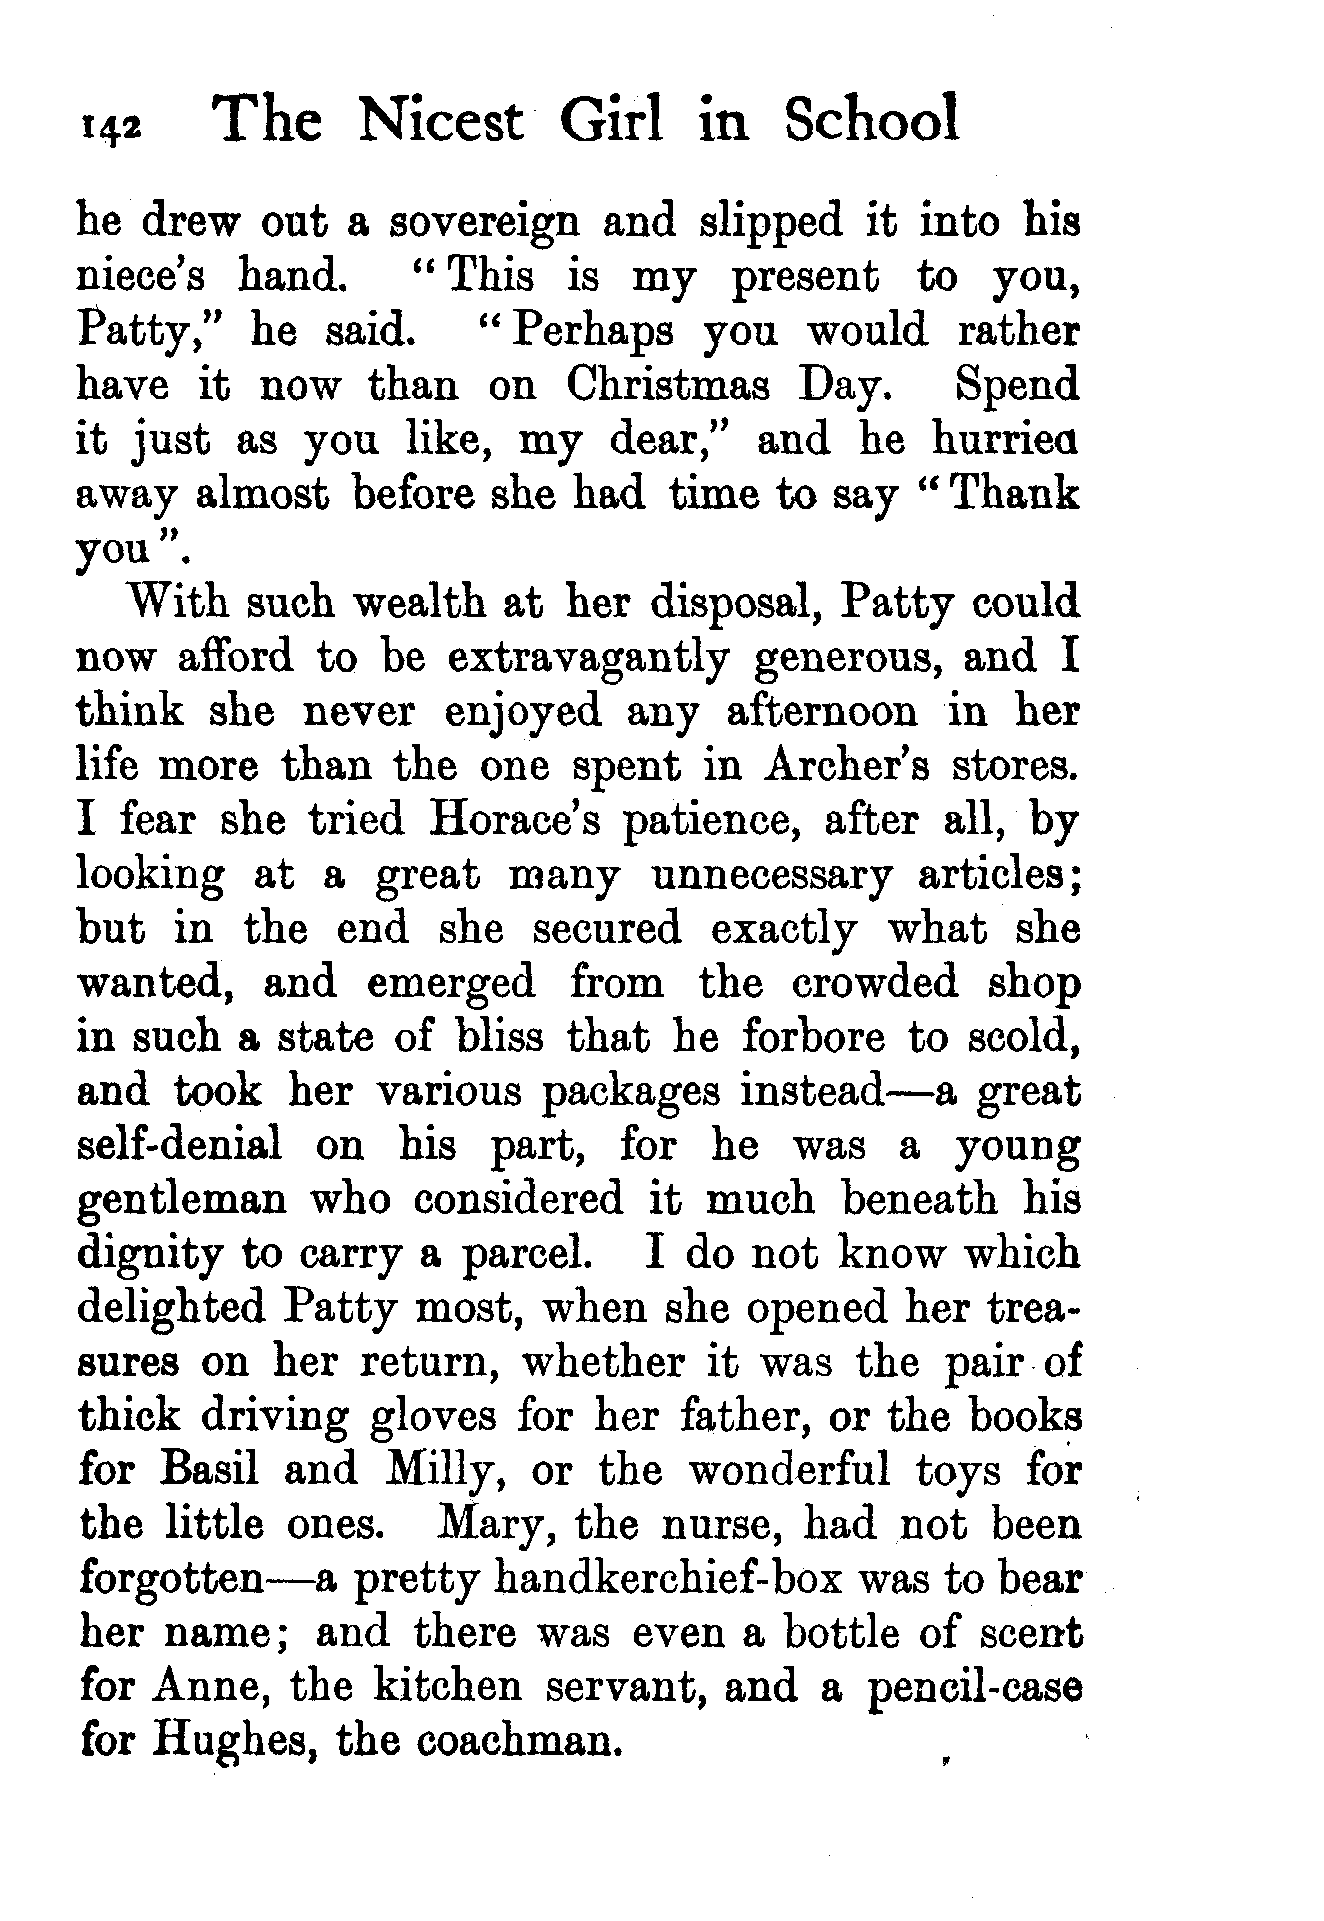 142 The Nicest Girl in School
he drew out a sovereign and slipped it into his
niece's hand. “This is my present to you,
Patty,” he said. “Perhaps you would rather
have it now than on Christmas Day. Spend
it just as you like, my dear,” and he hurried
away almost before she had time to say “Thank
you”.
With such wealth at her disposal, Patty could
now afford to be extravagantly generous, and I
think she never enjoyed any afternoon in her
life more than the one spent in Archer's stores.
I fear she tried Horace's patience, after all, by
looking at a great many unnecessary articles;
but in the end she secured exactly what she
wanted, and emerged from the crowded shop
in such a state of bliss that he forbore to scold,
and took her various packages instead—a great
self-denial on his part, for he was a young
gentleman who considered it much beneath his
dignity to carry a parcel. I do not know which
delighted Patty most, when she opened her trea-
sures on her return, whether it was the pair of
thick driving gloves for her father, or the books
for Basil and Milly, or the wonderful toys for
the little ones. Mary, the nurse, had not been
forgotten—a pretty handkerchief-box was to bear
her name; and there was even a bottle of scent
for Anne, the kitchen servant, and a pencil-case
for Hughes, the coachman.